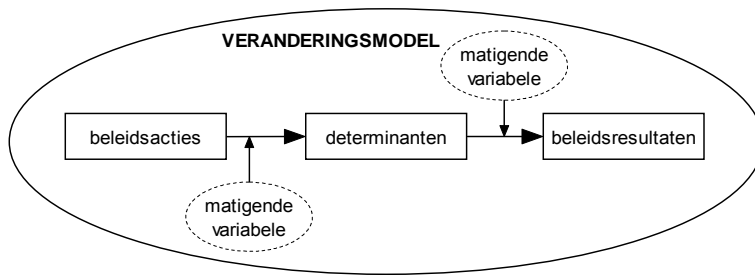 VERANDERINGSMODEL
matigende
variabele
beleidsacties
determinanten
beleidsresultaten
matigende
variabele